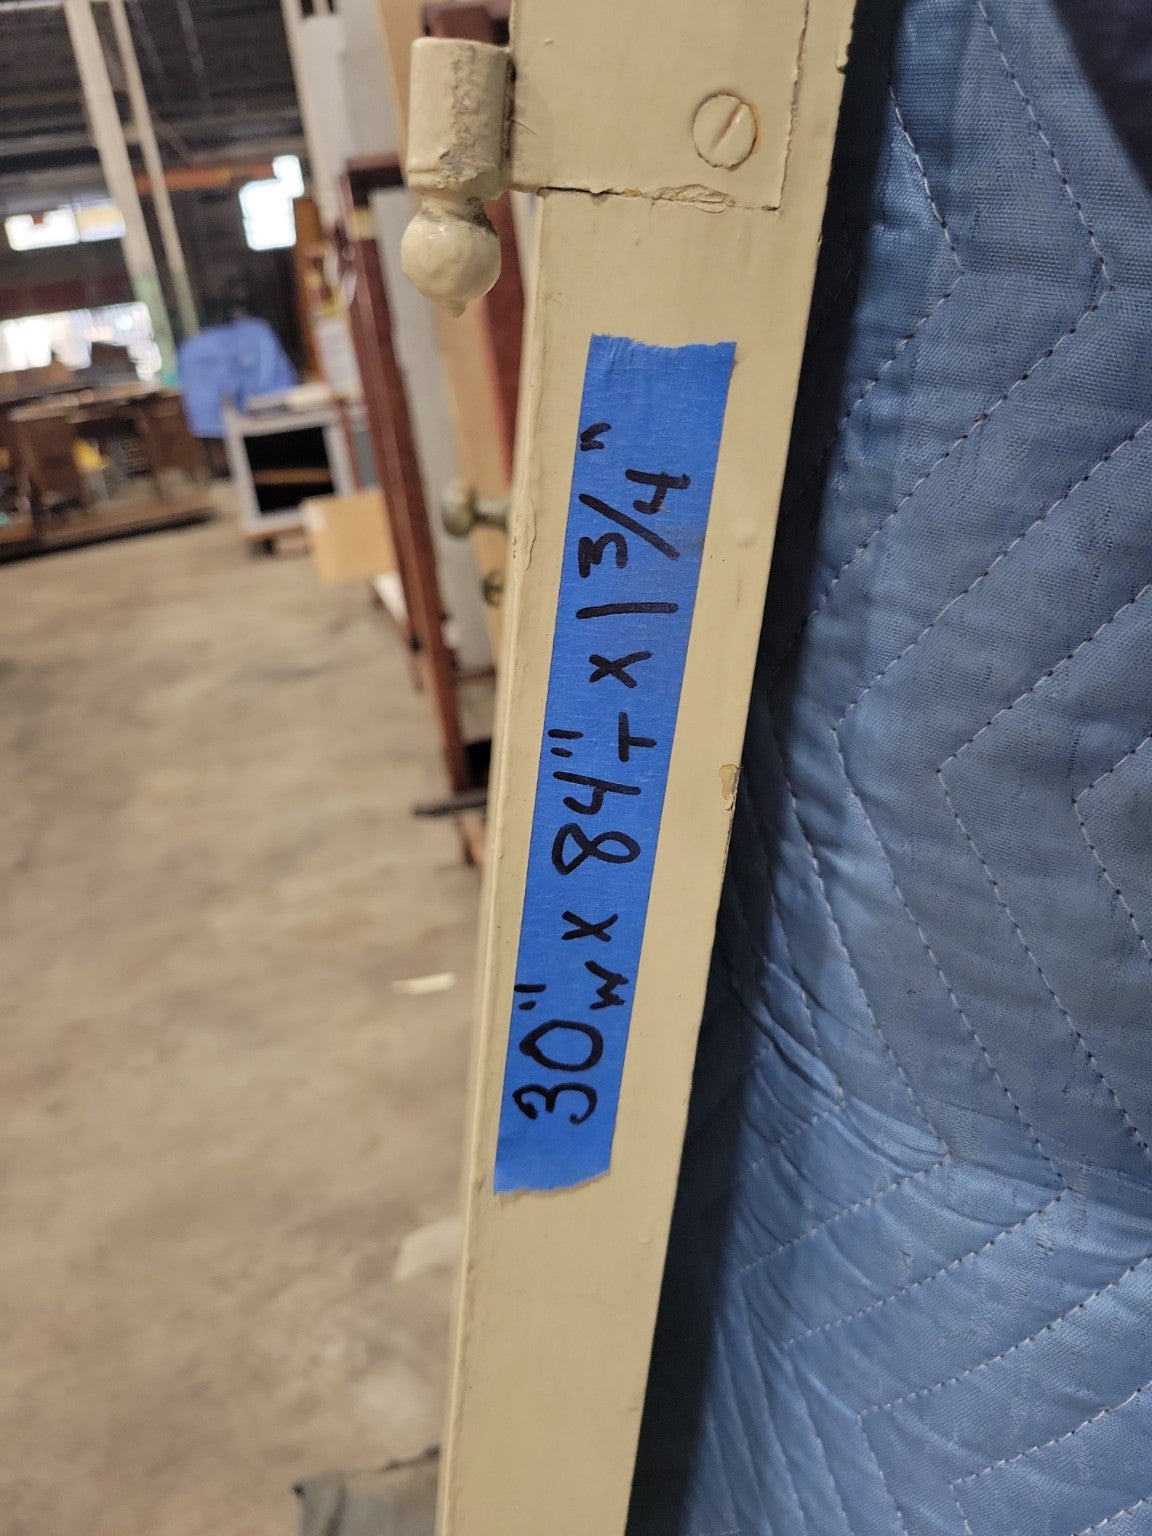 30" W x 84" T x 1 3/4"